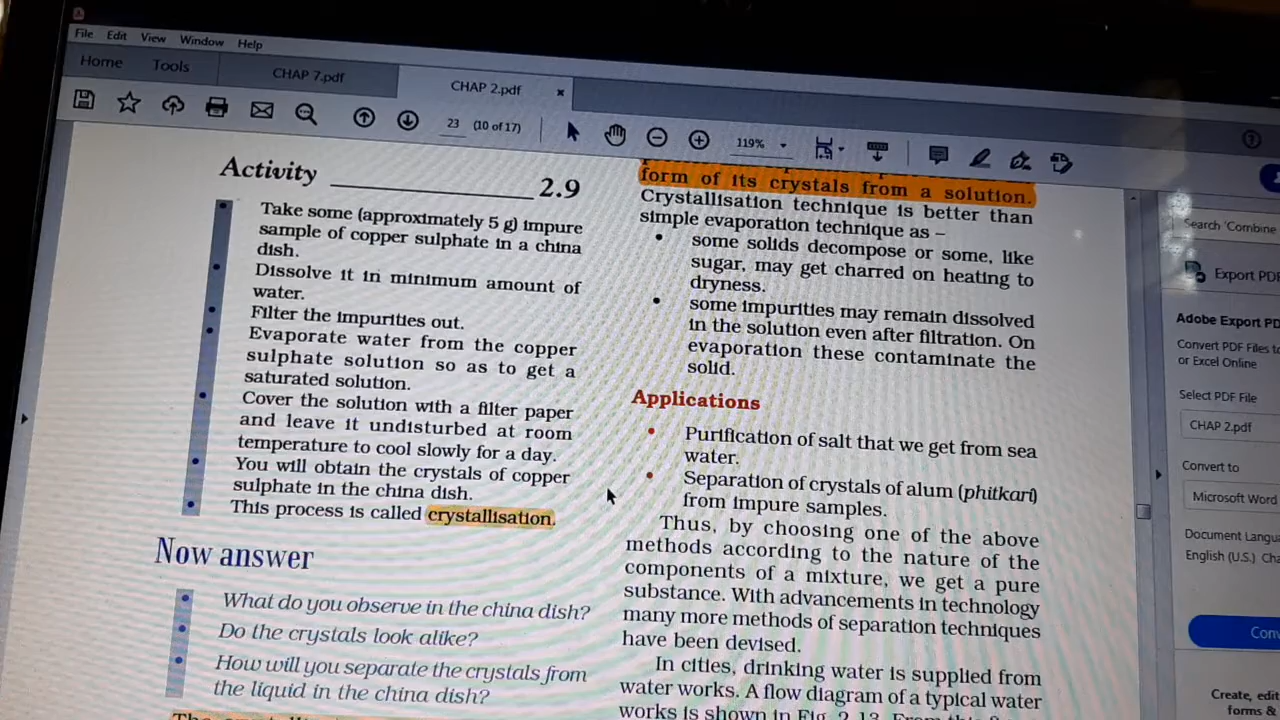 File Edit View Window Help
Home Tools CHAP 7.pdf CHAP 2.pdf ×
23 (10 of 17) 119%
Activity 2.9
• Take some (approximately 5 g) impure
sample of copper sulphate in a china
dish.
• Dissolve it in minimum amount of
water.
• Filter the impurities out.
• Evaporate water from the copper
sulphate solution so as to get a
saturated solution.
• Cover the solution with a filter paper
and leave it undisturbed at room
temperature to cool slowly for a day.
• You will obtain the crystals of copper
sulphate in the china dish.
• This process is called crystallisation.
Now answer
• What do you observe in the china dish?
• Do the crystals look alike?
• How will you separate the crystals from
the liquid in the china dish?
form of its crystals from a solution.
Crystallisation technique is better than
simple evaporation technique as –
• some solids decompose or some, like
sugar, may get charred on heating to
dryness.
• some impurities may remain dissolved
in the solution even after filtration. On
evaporation these contaminate the
solid.
Applications
• Purification of salt that we get from sea
water.
• Separation of crystals of alum (phitkari)
from impure samples.
Thus, by choosing one of the above
methods according to the nature of the
components of a mixture, we get a pure
substance. With advancements in technology
many more methods of separation techniques
have been devised.
In cities, drinking water is supplied from
water works. A flow diagram of a typical water
works is shown in Fig. 2.13. From this
Search 'Combine
Export PDF
Adobe Export PD
Convert PDF Files to
or Excel Online
Select PDF File
CHAP 2.pdf
Convert to
Microsoft Word
Document Langua
English (U.S.) Cha
Conv
Create, edit
forms &